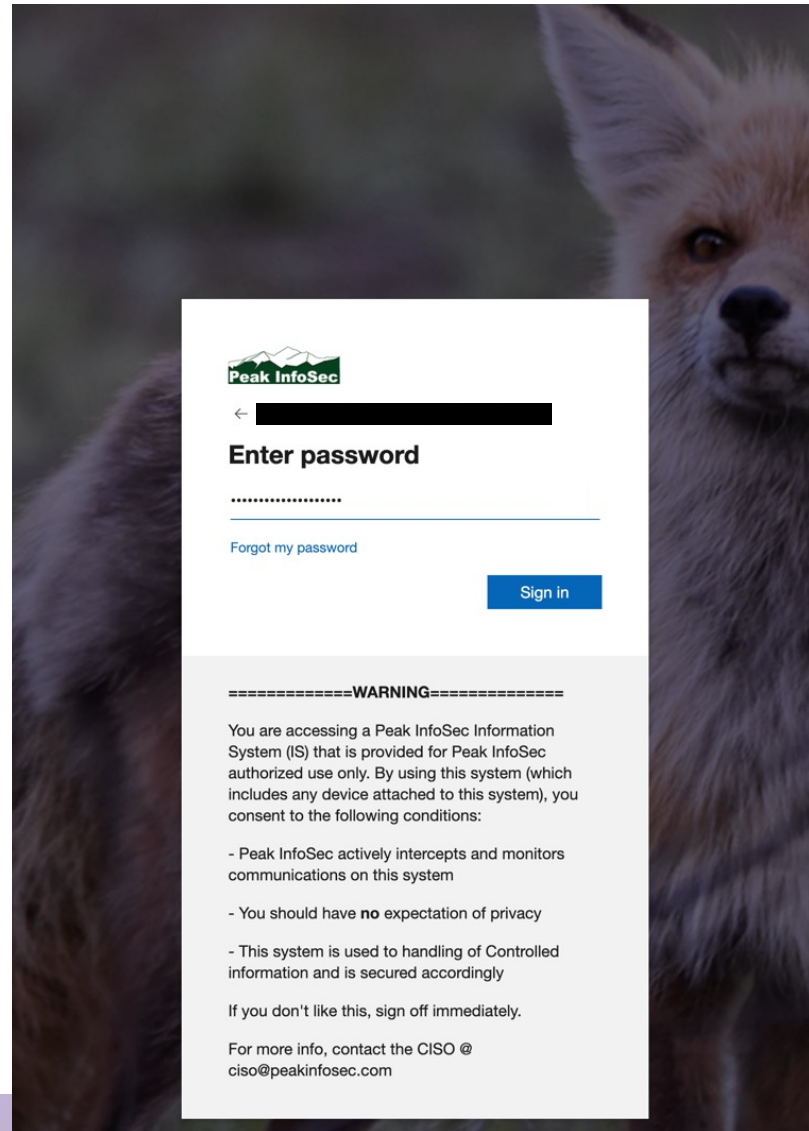 Peak InfoSec
←
Enter password
••••••••••••••••••••
Forgot my password
Sign in
=============WARNING==============
You are accessing a Peak InfoSec Information
System (IS) that is provided for Peak InfoSec
authorized use only. By using this system (which
includes any device attached to this system), you
consent to the following conditions:
- Peak InfoSec actively intercepts and monitors
communications on this system
- You should have no expectation of privacy
- This system is used to handling of Controlled
information and is secured accordingly
If you don't like this, sign off immediately.
For more info, contact the CISO @
ciso@peakinfosec.com